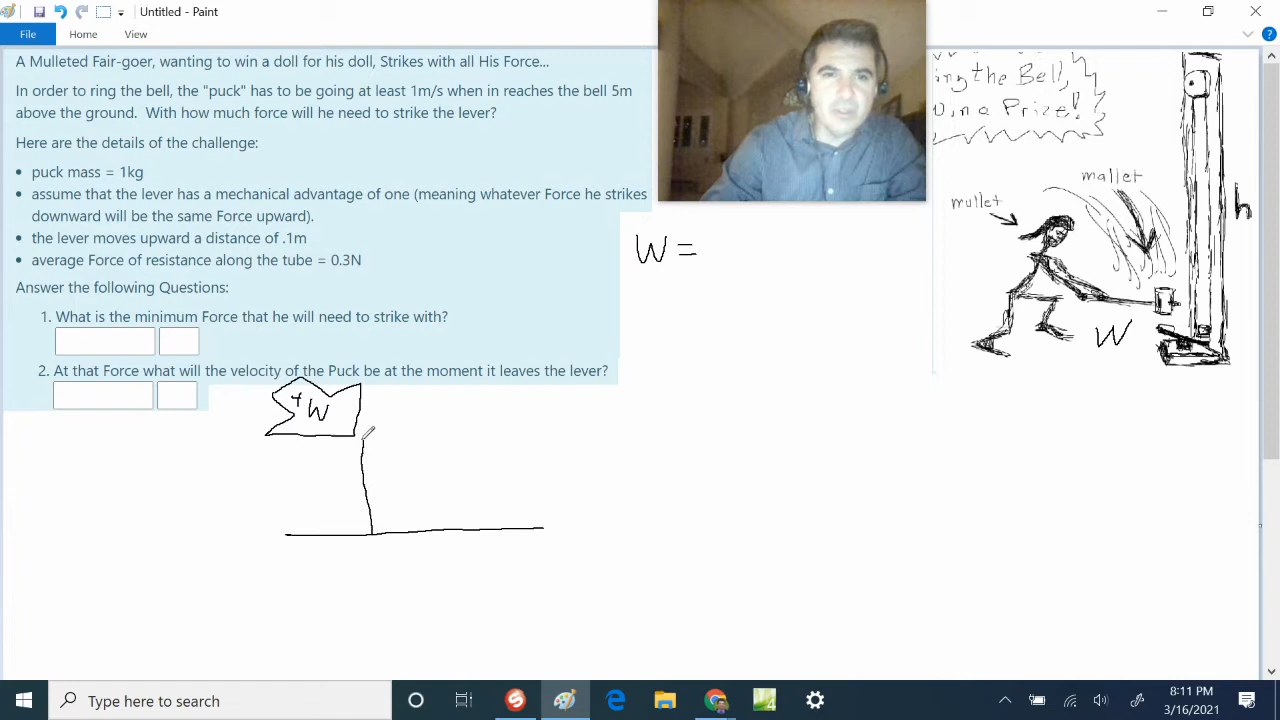 Untitled - Paint
File Home View
A Mulleted Fair-goer, wanting to win a doll for his doll, Strikes with all His Force...
In order to ring the bell, the "puck" has to be going at least 1m/s when in reaches the bell 5m
above the ground. With how much force will he need to strike the lever?
Here are the details of the challenge:
• puck mass = 1kg
• assume that the lever has a mechanical advantage of one (meaning whatever Force he strikes
downward will be the same Force upward).
• the lever moves upward a distance of .1m
• average Force of resistance along the tube = 0.3N
Answer the following Questions:
1. What is the minimum Force that he will need to strike with?
2. At that Force what will the velocity of the Puck be at the moment it leaves the lever?
+W
W =
ing the Bell,
in a Prize!
mallet
mullet
h
W
Type here to search
8:11 PM
3/16/2021